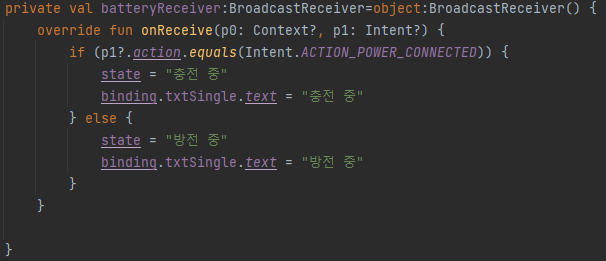 private val batteryReceiver:BroadcastReceiver=object:BroadcastReceiver() {
override fun onReceive(p0: Context?, p1: Intent?) {
if (p1?.action.equals(Intent.ACTION_POWER_CONNECTED)) {
state = "충전 중"
binding.txtSingle.text = "충전 중"
} else {
state = "방전 중"
binding.txtSingle.text = "방전 중"
}
}
}